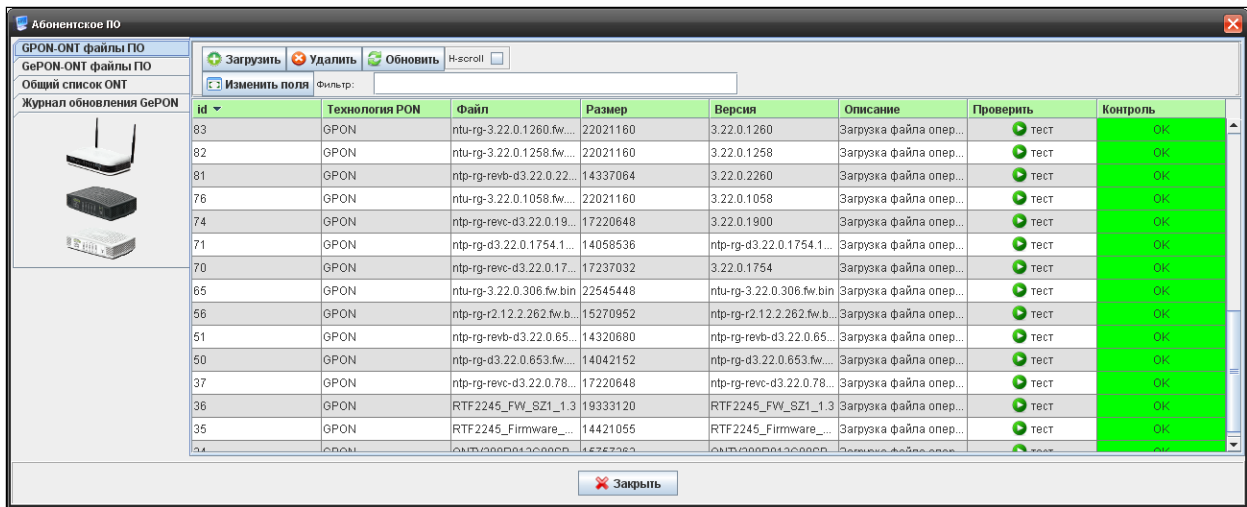 Абонентское ПО
GPON-ONT файлы ПО
GePON-ONT файлы ПО
Общий список ONT
Журнал обновления GePON
Загрузить Удалить Обновить H-scroll
Изменить поля Фильтр:
id Технология PON Файл Размер Версия Описание Проверить Контроль
83 GPON ntu-rg-3.22.0.1260.fw.... 22021160 3.22.0.1260 Загрузка файла опер... тест OK
82 GPON ntu-rg-3.22.0.1258.fw.... 22021160 3.22.0.1258 Загрузка файла опер... тест OK
81 GPON ntp-rg-revb-d3.22.0.22... 14337064 3.22.0.2260 Загрузка файла опер... тест OK
76 GPON ntu-rg-3.22.0.1058.fw.... 22021160 3.22.0.1058 Загрузка файла опер... тест OK
74 GPON ntp-rg-revc-d3.22.0.19... 17220648 3.22.0.1900 Загрузка файла опер... тест OK
71 GPON ntp-rg-d3.22.0.1754.1... 14058536 ntp-rg-d3.22.0.1754.1... Загрузка файла опер... тест OK
70 GPON ntp-rg-revc-d3.22.0.17... 17237032 3.22.0.1754 Загрузка файла опер... тест OK
65 GPON ntu-rg-3.22.0.306.fw.bin 22545448 ntu-rg-3.22.0.306.fw.bin Загрузка файла опер... тест OK
56 GPON ntp-rg-r2.12.2.262.fw.b... 15270952 ntp-rg-r2.12.2.262.fw.b... Загрузка файла опер... тест OK
51 GPON ntp-rg-revb-d3.22.0.65... 14320680 ntp-rg-revb-d3.22.0.65... Загрузка файла опер... тест OK
50 GPON ntp-rg-d3.22.0.653.fw.... 14042152 ntp-rg-d3.22.0.653.fw.... Загрузка файла опер... тест OK
37 GPON ntp-rg-revc-d3.22.0.78... 17220648 ntp-rg-revc-d3.22.0.78... Загрузка файла опер... тест OK
36 GPON RTF2245_FW_SZ1_1.3 19333120 RTF2245_FW_SZ1_1.3 Загрузка файла опер... тест OK
35 GPON RTF2245_Firmware_... 14421055 RTF2245_Firmware_... Загрузка файла опер... тест OK
GPON Загрузка файла опер... тест OK
Закрыть